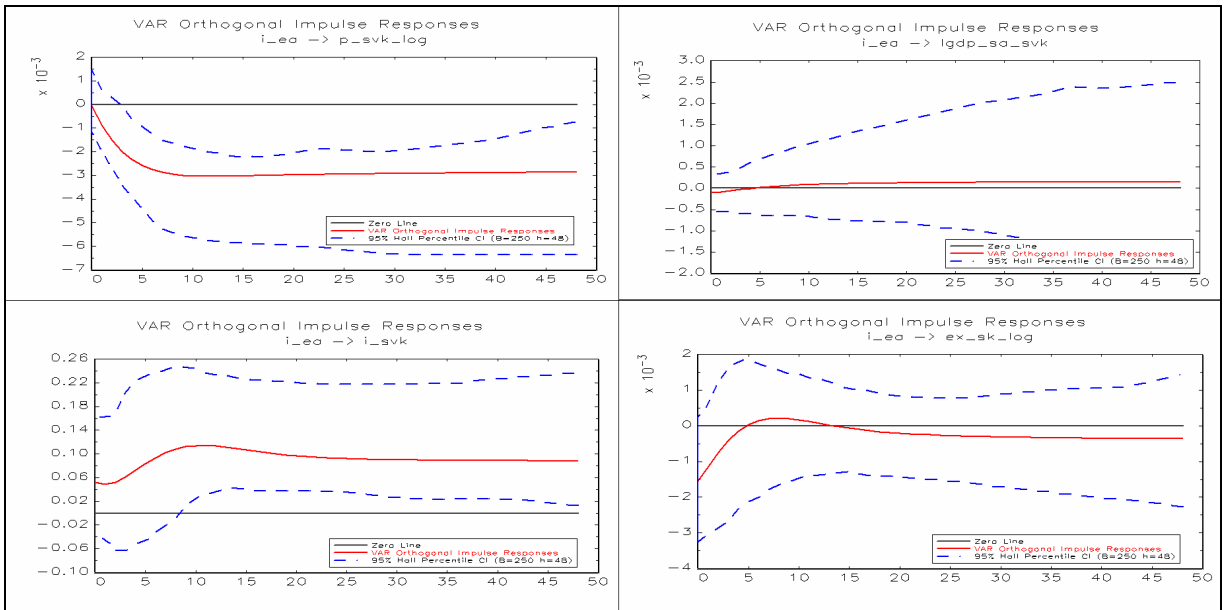 VAR Orthogonal Impulse Responses
i_ea -> p_svk_log
x 10^-3
2
1
0
-1
-2
-3
-4
-5
-6
-7
0 5 10 15 20 25 30 35 40 45 50
Zero Line
VAR Orthogonal Impulse Responses
95% Hall Percentile CI (B=250 h=48)
VAR Orthogonal Impulse Responses
i_ea -> lgdp_sa_svk
x 10^-3
3.0
2.5
2.0
1.5
1.0
0.5
0.0
-0.5
-1.0
-1.5
-2.0
0 5 10 15 20 25 30 35 40 45 50
Zero Line
VAR Orthogonal Impulse Responses
95% Hall Percentile CI (B=250 h=48)
VAR Orthogonal Impulse Responses
i_ea -> i_svk
0.26
0.22
0.18
0.14
0.10
0.06
0.02
-0.02
-0.06
-0.10
0 5 10 15 20 25 30 35 40 45 50
Zero Line
VAR Orthogonal Impulse Responses
95% Hall Percentile CI (B=250 h=48)
VAR Orthogonal Impulse Responses
i_ea -> ex_sk_log
x 10^-3
2
1
0
-1
-2
-3
-4
0 5 10 15 20 25 30 35 40 45 50
Zero Line
VAR Orthogonal Impulse Responses
95% Hall Percentile CI (B=250 h=48)